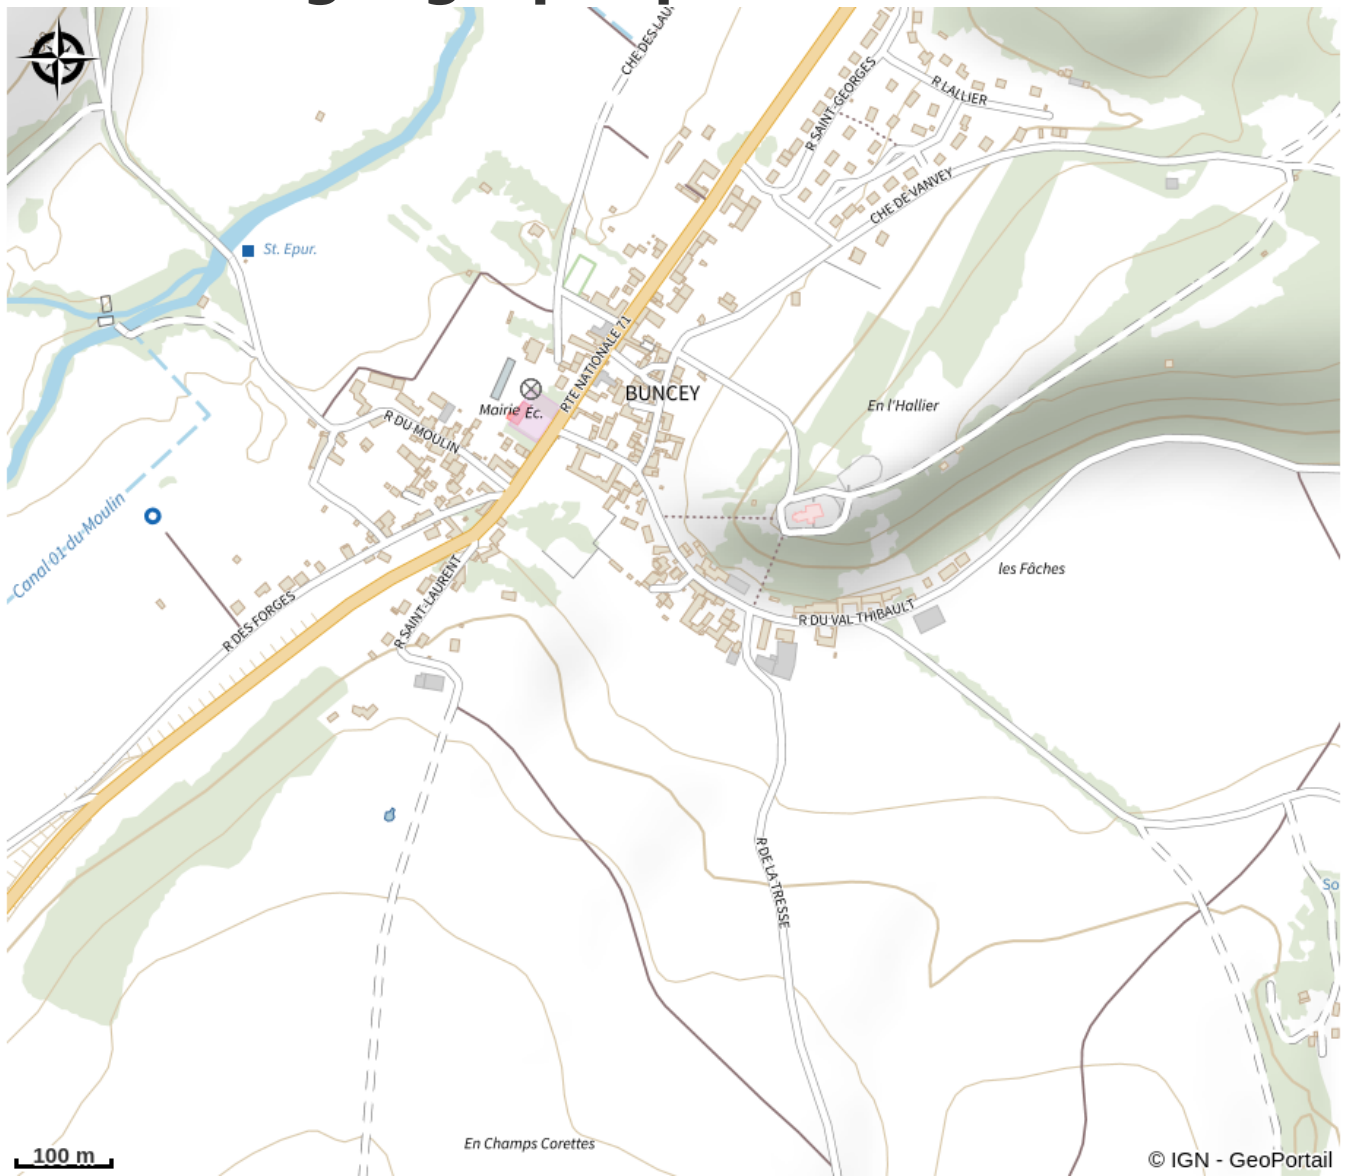 CHE DES LAU
R SAINT-GEORGES
R LALLIER
CHE DE VANVEY
St. Epur.
RTE NATIONALE 71
BUNCEY
Mairie Éc.
R DU MOULIN
En l'Hallier
Canal 01 du Moulin
les Fâches
R DES FORGES
R SAINT-LAURENT
R DU VAL THIBAULT
R DE LA TRESSE
So
En Champs Corettes
100 m
© IGN - GeoPortail